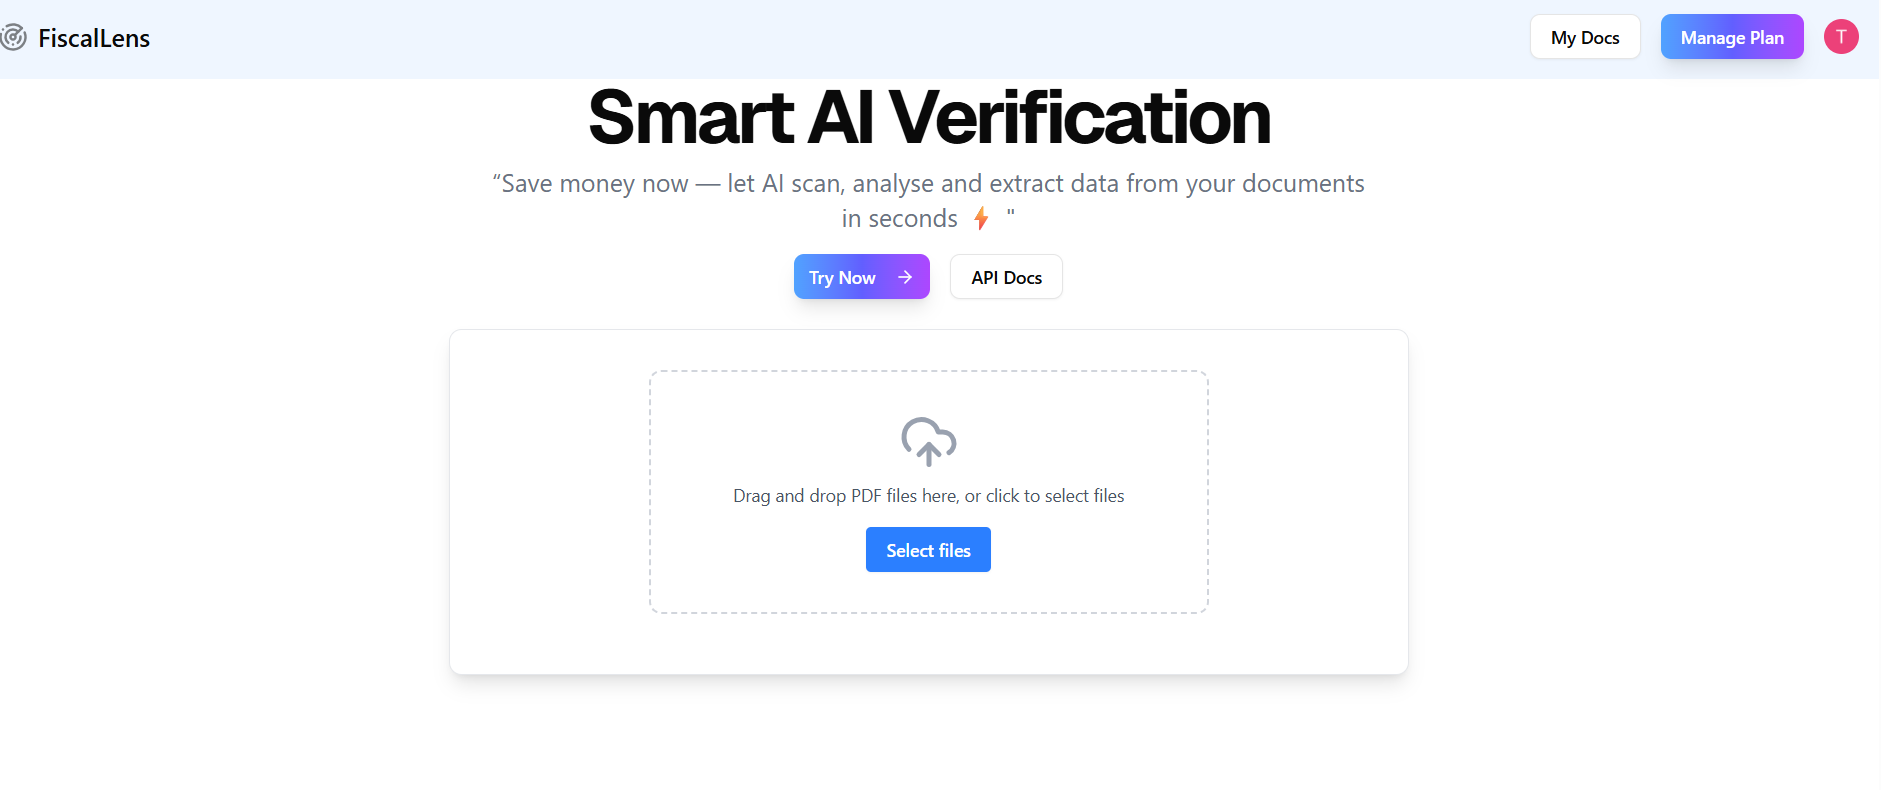 FiscalLens
My Docs
Manage Plan
T
Smart AI Verification
“Save money now — let AI scan, analyse and extract data from your documents
in seconds ⚡ "
Try Now →
API Docs
Drag and drop PDF files here, or click to select files
Select files